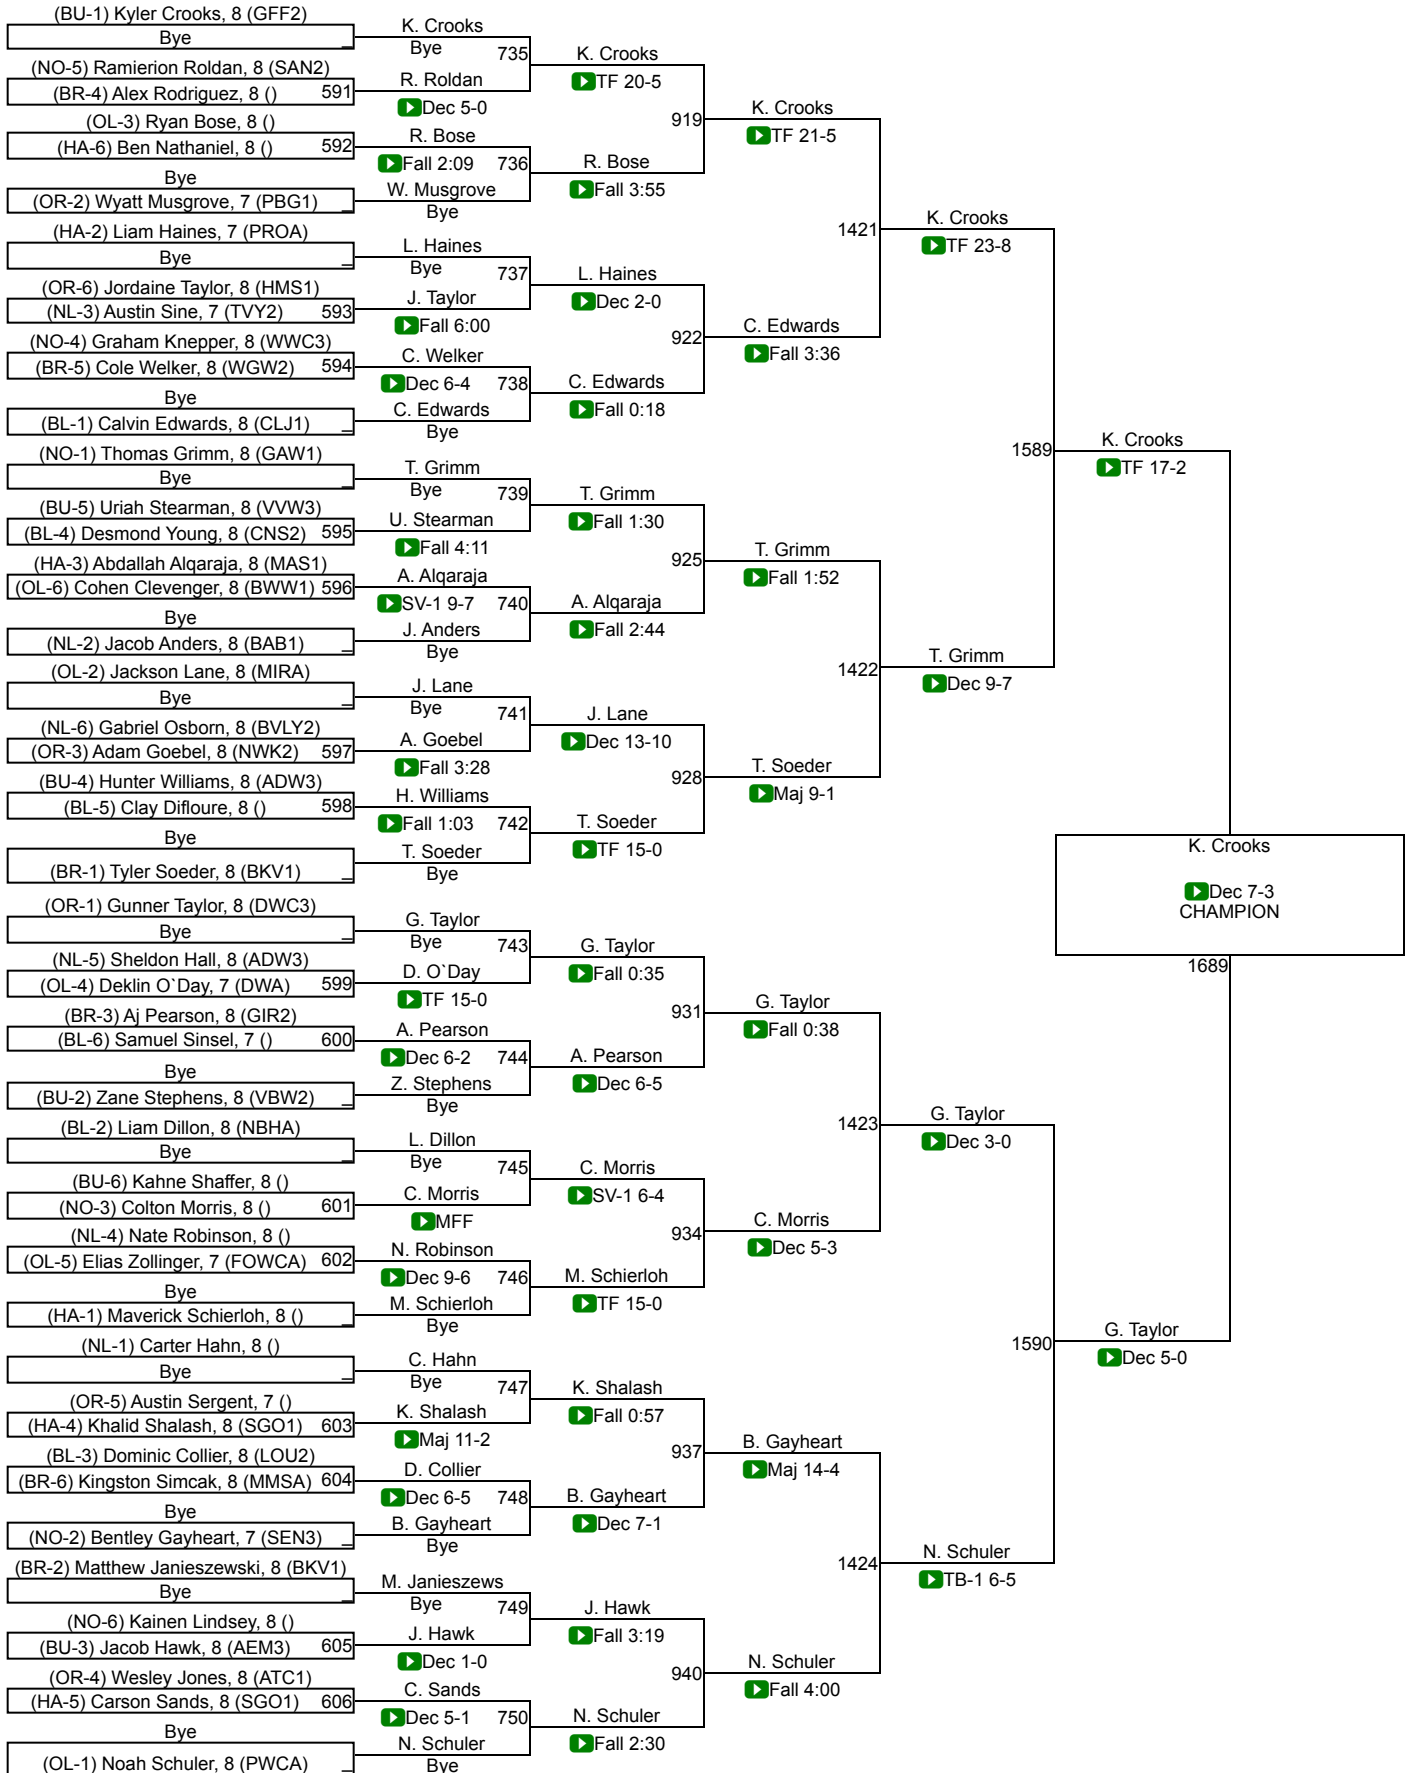 (BU-1) Kyler Crooks, 8 (GFF2)
Bye _
(NO-5) Ramierion Roldan, 8 (SAN2)
(BR-4) Alex Rodriguez, 8 () 591
(OL-3) Ryan Bose, 8 ()
(HA-6) Ben Nathaniel, 8 () 592
Bye
(OR-2) Wyatt Musgrove, 7 (PBG1) _
(HA-2) Liam Haines, 7 (PROA)
Bye _
(OR-6) Jordaine Taylor, 8 (HMS1)
(NL-3) Austin Sine, 7 (TVY2) 593
(NO-4) Graham Knepper, 8 (WWC3)
(BR-5) Cole Welker, 8 (WGW2) 594
Bye
(BL-1) Calvin Edwards, 8 (CLJ1) _
(NO-1) Thomas Grimm, 8 (GAW1)
Bye _
(BU-5) Uriah Stearman, 8 (VVW3)
(BL-4) Desmond Young, 8 (CNS2) 595
(HA-3) Abdallah Alqaraja, 8 (MAS1)
(OL-6) Cohen Clevenger, 8 (BWW1) 596
Bye
(NL-2) Jacob Anders, 8 (BAB1) _
(OL-2) Jackson Lane, 8 (MIRA)
Bye _
(NL-6) Gabriel Osborn, 8 (BVLY2)
(OR-3) Adam Goebel, 8 (NWK2) 597
(BU-4) Hunter Williams, 8 (ADW3)
(BL-5) Clay Difloure, 8 () 598
Bye
(BR-1) Tyler Soeder, 8 (BKV1) _
(OR-1) Gunner Taylor, 8 (DWC3)
Bye _
(NL-5) Sheldon Hall, 8 (ADW3)
(OL-4) Deklin O`Day, 7 (DWA) 599
(BR-3) Aj Pearson, 8 (GIR2)
(BL-6) Samuel Sinsel, 7 () 600
Bye
(BU-2) Zane Stephens, 8 (VBW2) _
(BL-2) Liam Dillon, 8 (NBHA)
Bye _
(BU-6) Kahne Shaffer, 8 ()
(NO-3) Colton Morris, 8 () 601
(NL-4) Nate Robinson, 8 ()
(OL-5) Elias Zollinger, 7 (FOWCA) 602
Bye
(HA-1) Maverick Schierloh, 8 () _
(NL-1) Carter Hahn, 8 ()
Bye _
(OR-5) Austin Sergent, 7 ()
(HA-4) Khalid Shalash, 8 (SGO1) 603
(BL-3) Dominic Collier, 8 (LOU2)
(BR-6) Kingston Simcak, 8 (MMSA) 604
Bye
(NO-2) Bentley Gayheart, 7 (SEN3) _
(BR-2) Matthew Janieszewski, 8 (BKV1)
Bye _
(NO-6) Kainen Lindsey, 8 ()
(BU-3) Jacob Hawk, 8 (AEM3) 605
(OR-4) Wesley Jones, 8 (ATC1)
(HA-5) Carson Sands, 8 (SGO1) 606
Bye
(OL-1) Noah Schuler, 8 (PWCA) _
K. Crooks
Bye 735
R. Roldan
Dec 5-0
R. Bose
Fall 2:09 736
W. Musgrove
Bye
L. Haines
Bye 737
J. Taylor
Fall 6:00
C. Welker
Dec 6-4 738
C. Edwards
Bye
T. Grimm
Bye 739
U. Stearman
Fall 4:11
A. Alqaraja
SV-1 9-7 740
J. Anders
Bye
J. Lane
Bye 741
A. Goebel
Fall 3:28
H. Williams
Fall 1:03 742
T. Soeder
Bye
G. Taylor
Bye 743
D. O`Day
TF 15-0
A. Pearson
Dec 6-2 744
Z. Stephens
Bye
L. Dillon
Bye 745
C. Morris
MFF
N. Robinson
Dec 9-6 746
M. Schierloh
Bye
C. Hahn
Bye 747
K. Shalash
Maj 11-2
D. Collier
Dec 6-5 748
B. Gayheart
Bye
M. Janieszews
Bye 749
J. Hawk
Dec 1-0
C. Sands
Dec 5-1 750
N. Schuler
Bye
K. Crooks
TF 20-5
919
R. Bose
Fall 3:55
L. Haines
Dec 2-0
922
C. Edwards
Fall 0:18
T. Grimm
Fall 1:30
925
A. Alqaraja
Fall 2:44
J. Lane
Dec 13-10
928
T. Soeder
TF 15-0
G. Taylor
Fall 0:35
931
A. Pearson
Dec 6-5
C. Morris
SV-1 6-4
934
M. Schierloh
TF 15-0
K. Shalash
Fall 0:57
937
B. Gayheart
Dec 7-1
J. Hawk
Fall 3:19
940
N. Schuler
Fall 2:30
K. Crooks
TF 21-5
1421
C. Edwards
Fall 3:36
T. Grimm
Fall 1:52
1422
T. Soeder
Maj 9-1
G. Taylor
Fall 0:38
1423
C. Morris
Dec 5-3
B. Gayheart
Maj 14-4
1424
N. Schuler
Fall 4:00
K. Crooks
TF 23-8
1589
T. Grimm
Dec 9-7
G. Taylor
Dec 3-0
1590
N. Schuler
TB-1 6-5
K. Crooks
TF 17-2
G. Taylor
Dec 5-0
K. Crooks
Dec 7-3
CHAMPION
1689